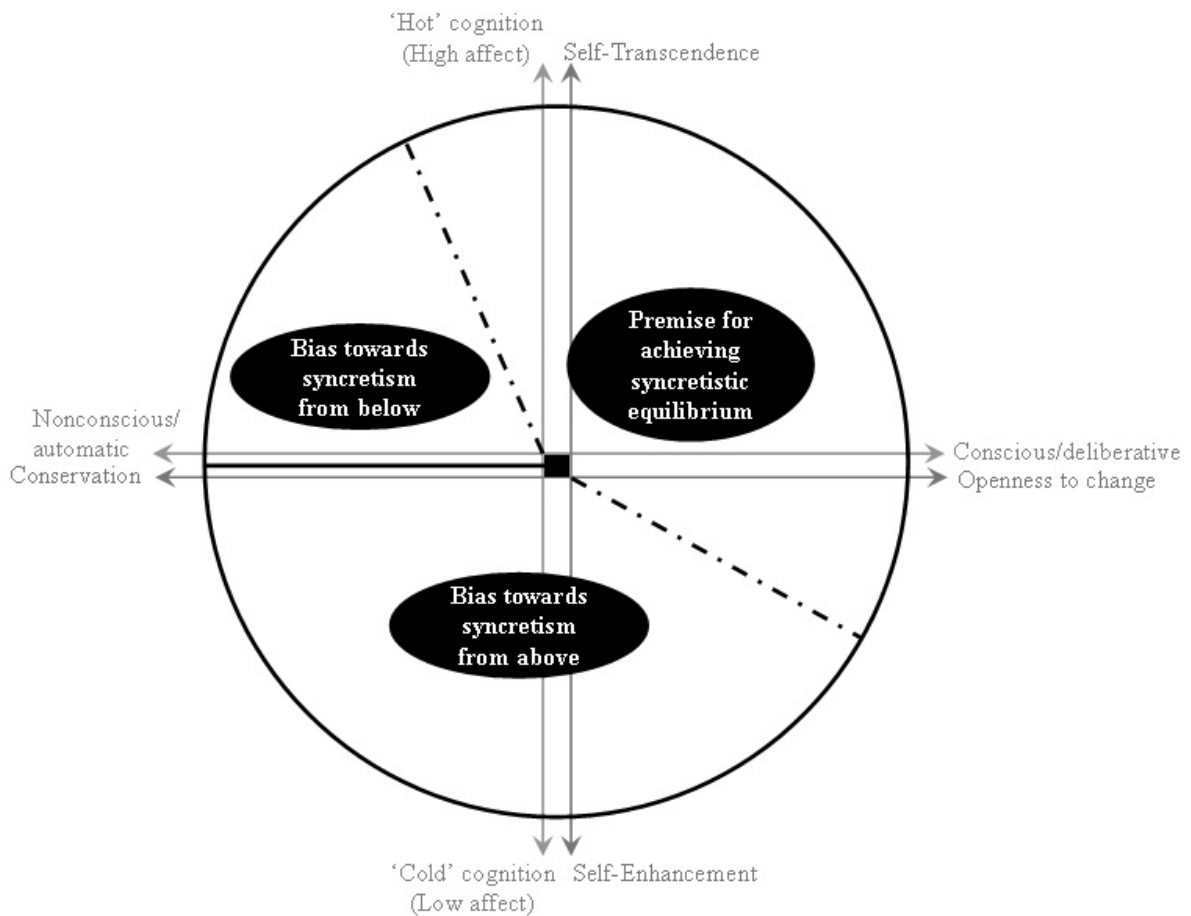 ‘Hot’ cognition
(High affect)
Self-Transcendence
Premise for
achieving
syncretistic
equilibrium
Bias towards
syncretism
from below
Nonconscious/
automatic
Conservation
Conscious/deliberative
Openness to change
Bias towards
syncretism
from above
‘Cold’ cognition
(Low affect)
Self-Enhancement